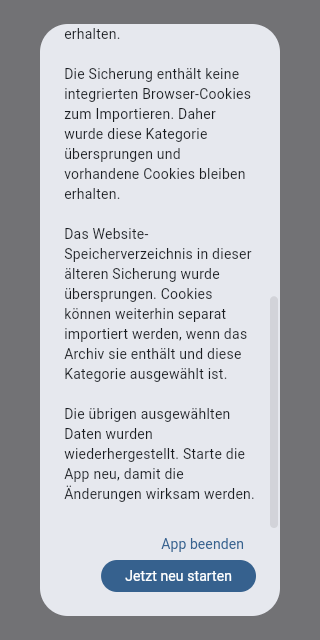 erhalten.
Die Sicherung enthält keine
integrierten Browser-Cookies
zum Importieren. Daher
wurde diese Kategorie
übersprungen und
vorhandene Cookies bleiben
erhalten.
Das Website-
Speicherverzeichnis in dieser
älteren Sicherung wurde
übersprungen. Cookies
können weiterhin separat
importiert werden, wenn das
Archiv sie enthält und diese
Kategorie ausgewählt ist.
Die übrigen ausgewählten
Daten wurden
wiederhergestellt. Starte die
App neu, damit die
Änderungen wirksam werden.
App beenden
Jetzt neu starten